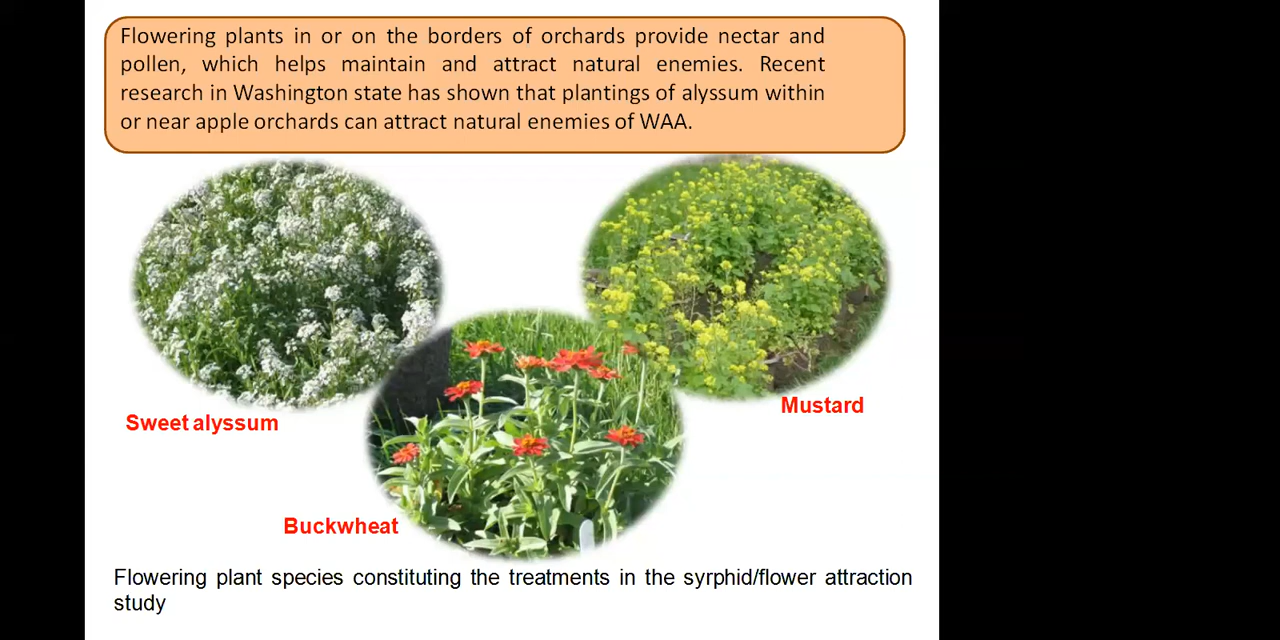 Flowering plants in or on the borders of orchards provide nectar and
pollen, which helps maintain and attract natural enemies. Recent
research in Washington state has shown that plantings of alyssum within
or near apple orchards can attract natural enemies of WAA.
Sweet alyssum
Mustard
Buckwheat
Flowering plant species constituting the treatments in the syrphid/flower attraction
study